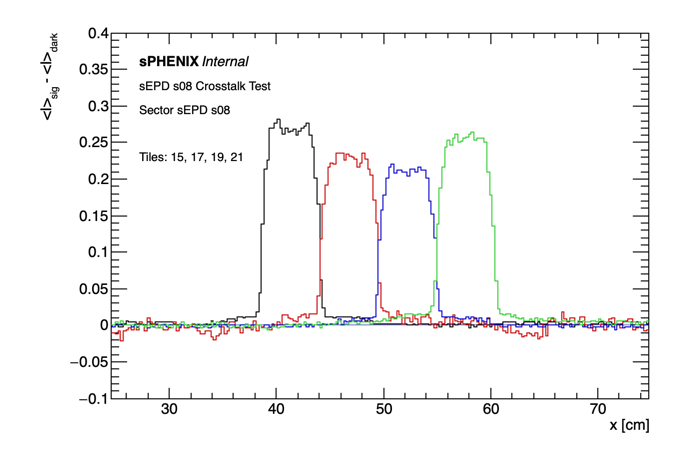 <I>sig - <I>dark
0.4
0.35
0.3
0.25
0.2
0.15
0.1
0.05
0
−0.05
−0.1
sPHENIX Internal
sEPD s08 Crosstalk Test
Sector sEPD s08
Tiles: 15, 17, 19, 21
30 40 50 60 70
x [cm]